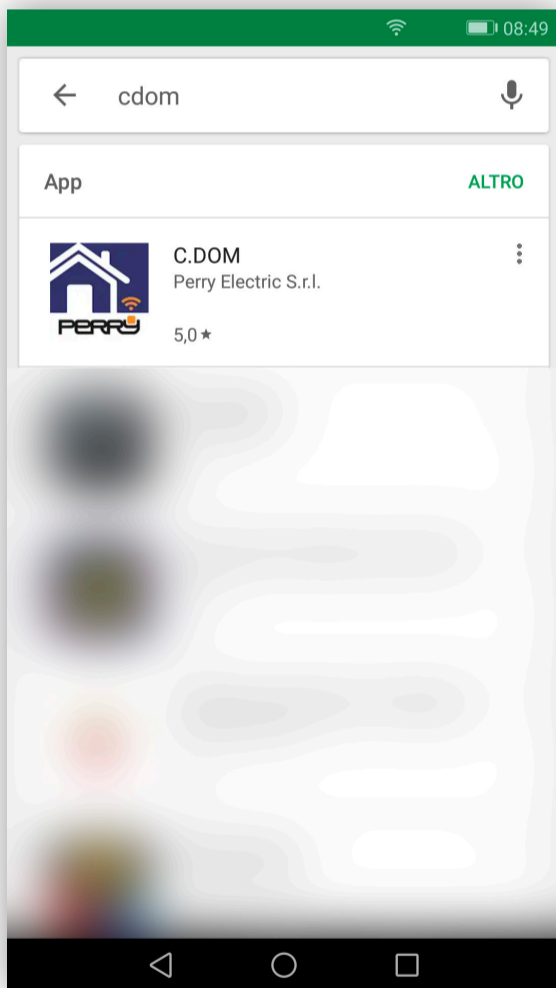 08:49
cdom
App
ALTRO
C.DOM
Perry Electric S.r.l.
PERRY
5,0★